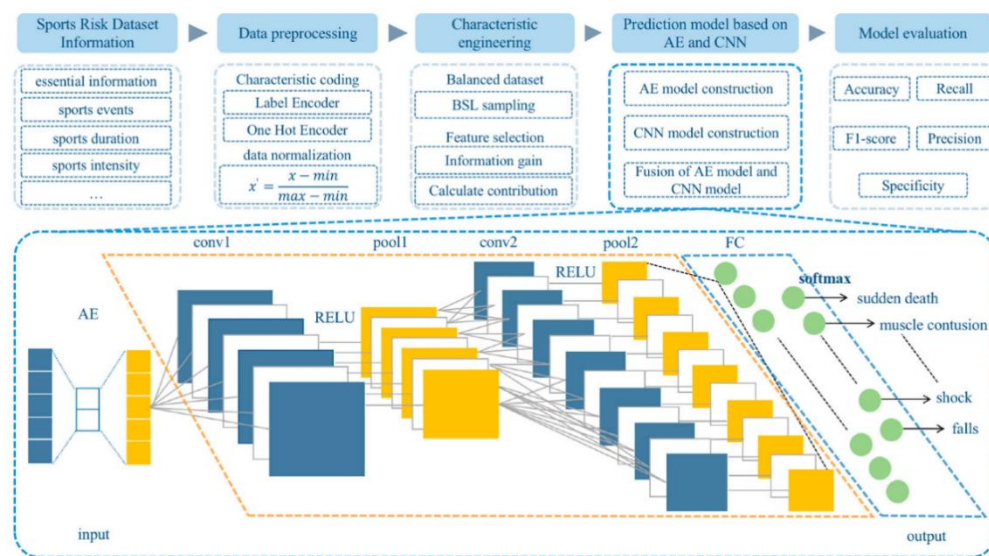 Sports Risk Dataset
Information
Data preprocessing
Characteristic
engineering
Prediction model based on
AE and CNN
Model evaluation
essential information
sports events
sports duration
sports intensity
...
Characteristic coding
Label Encoder
One Hot Encoder
data normalization
x' = (x − min) / (max − min)
Balanced dataset
BSL sampling
Feature selection
Information gain
Calculate contribution
AE model construction
CNN model construction
Fusion of AE model and
CNN model
Accuracy
Recall
F1-score
Precision
Specificity
conv1
pool1
conv2
pool2
FC
AE
RELU
RELU
softmax
sudden death
muscle contusion
shock
falls
input
output